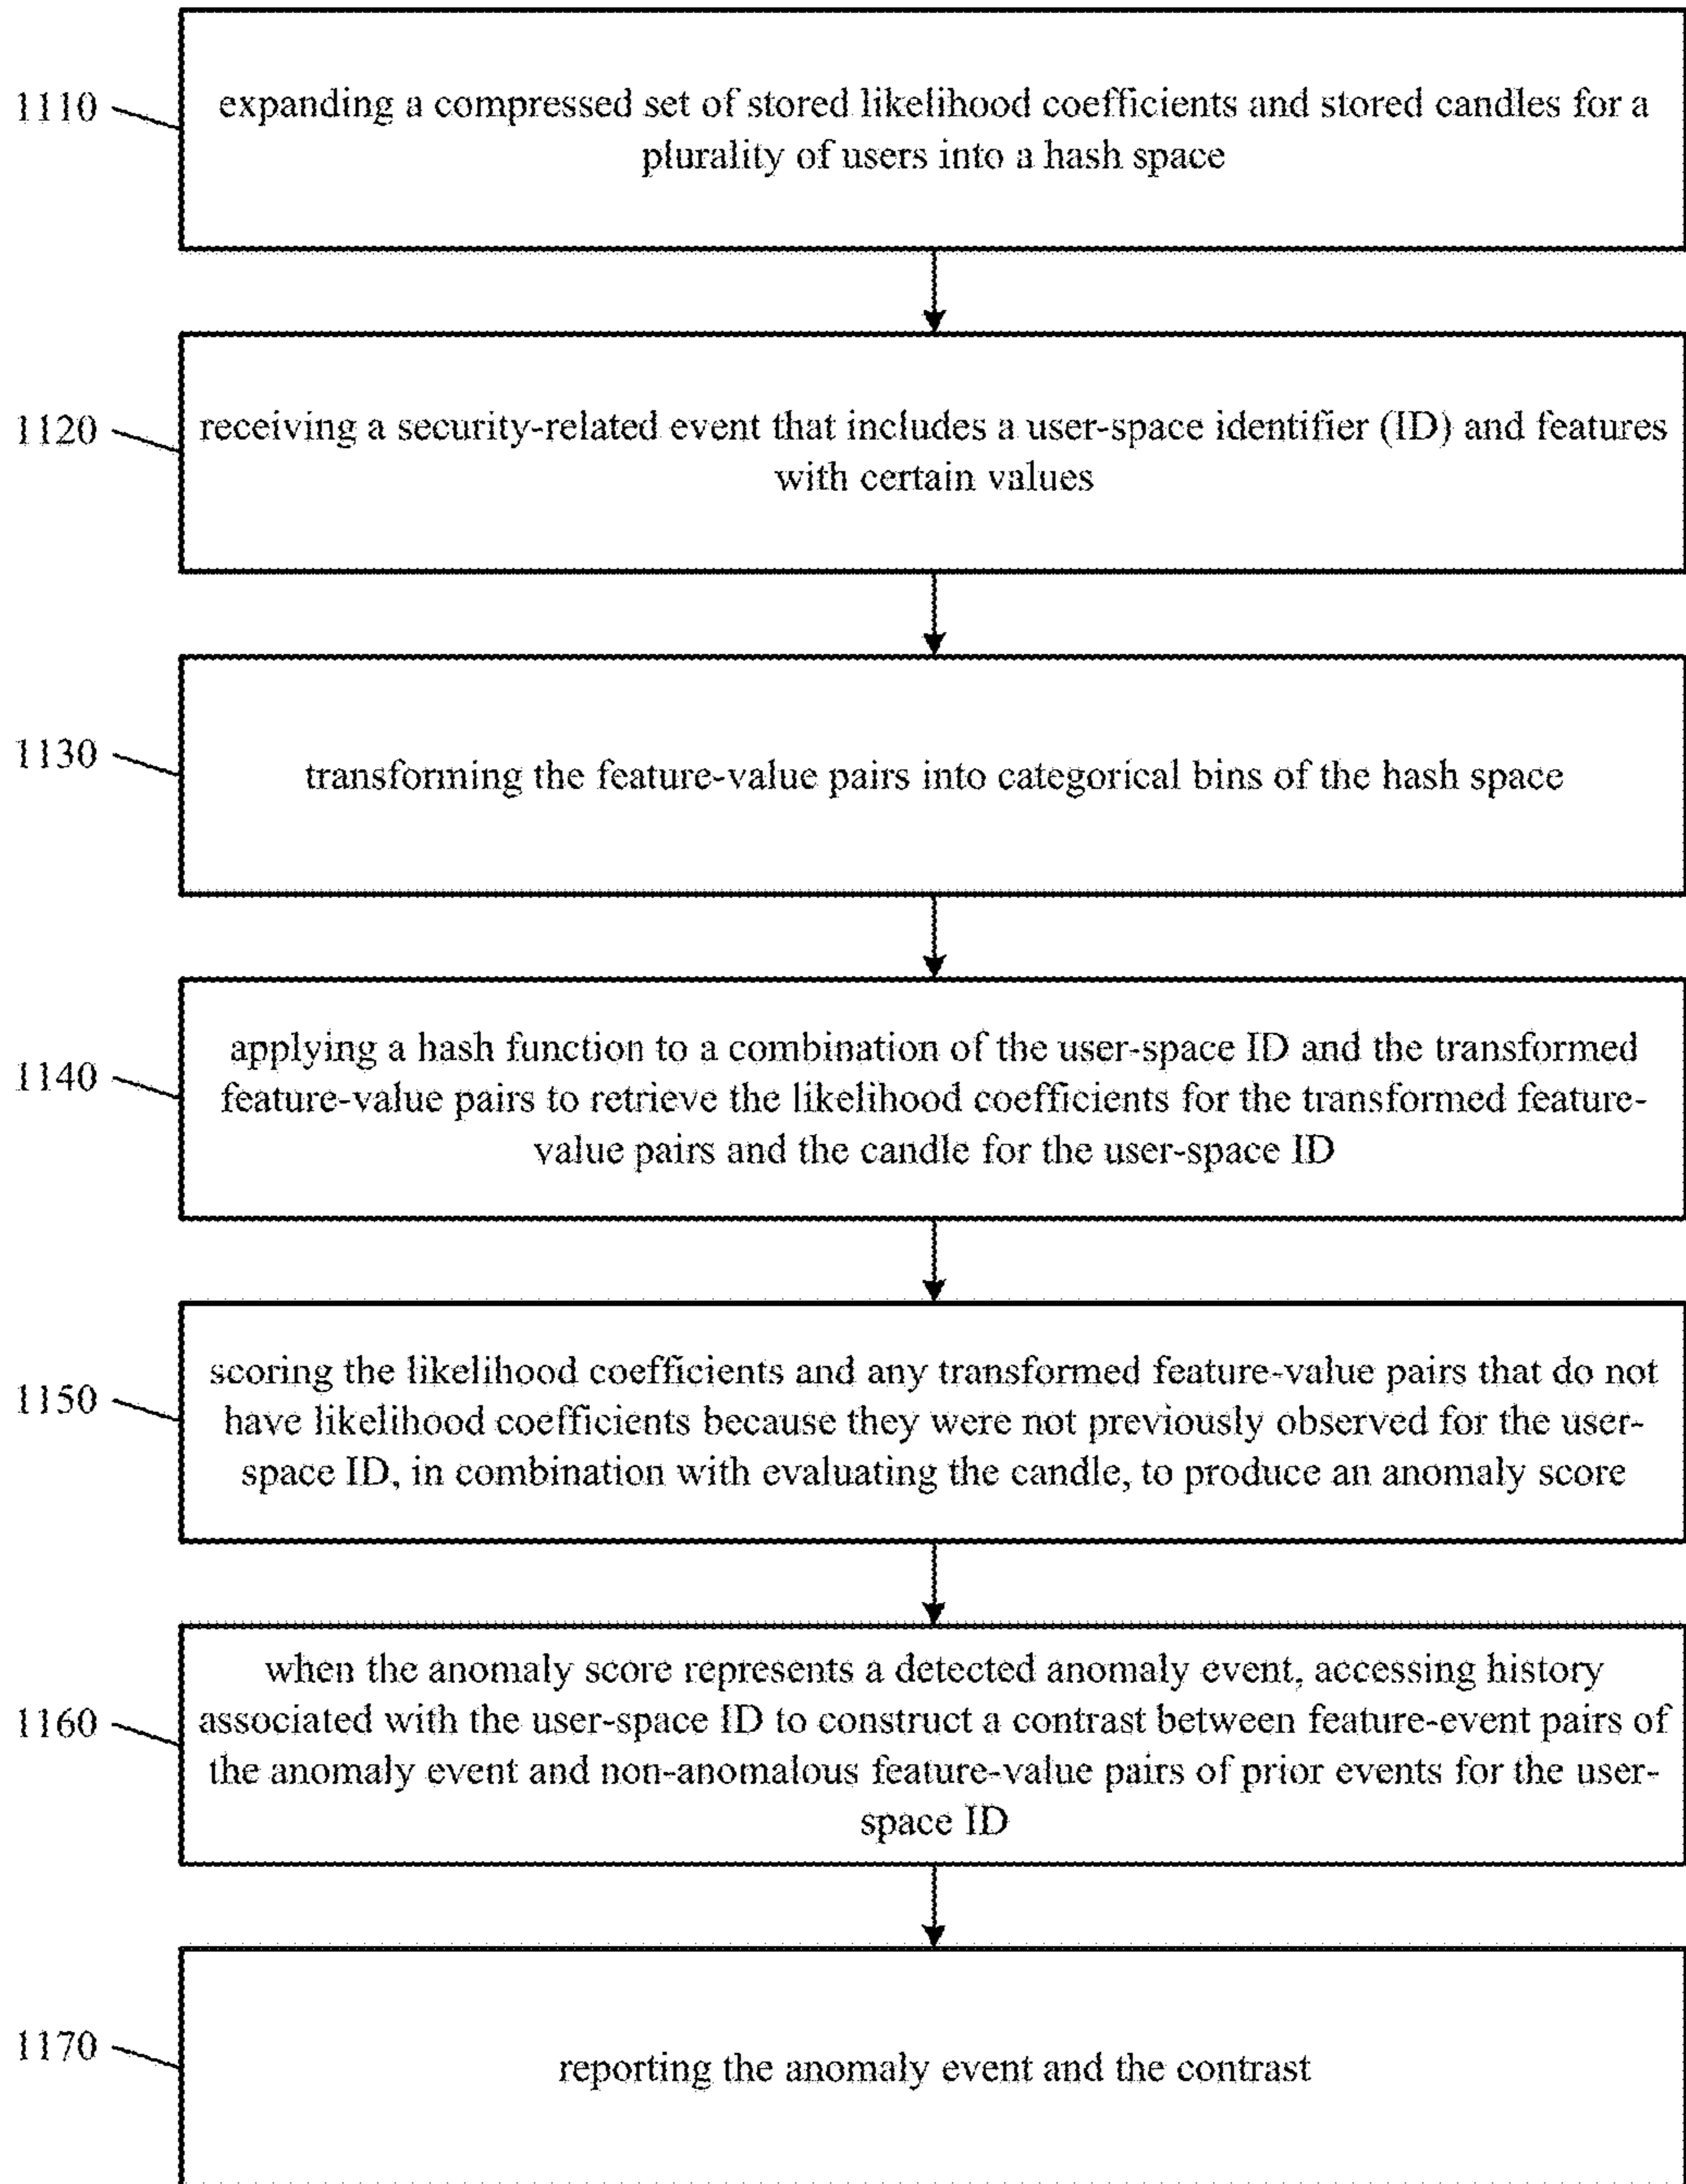 1110
expanding a compressed set of stored likelihood coefficients and stored candles for a
plurality of users into a hash space
1120
receiving a security-related event that includes a user-space identifier (ID) and features
with certain values
1130
transforming the feature-value pairs into categorical bins of the hash space
1140
applying a hash function to a combination of the user-space ID and the transformed
feature-value pairs to retrieve the likelihood coefficients for the transformed feature-
value pairs and the candle for the user-space ID
1150
scoring the likelihood coefficients and any transformed feature-value pairs that do not
have likelihood coefficients because they were not previously observed for the user-
space ID, in combination with evaluating the candle, to produce an anomaly score
1160
when the anomaly score represents a detected anomaly event, accessing history
associated with the user-space ID to construct a contrast between feature-event pairs of
the anomaly event and non-anomalous feature-value pairs of prior events for the user-
space ID
1170
reporting the anomaly event and the contrast